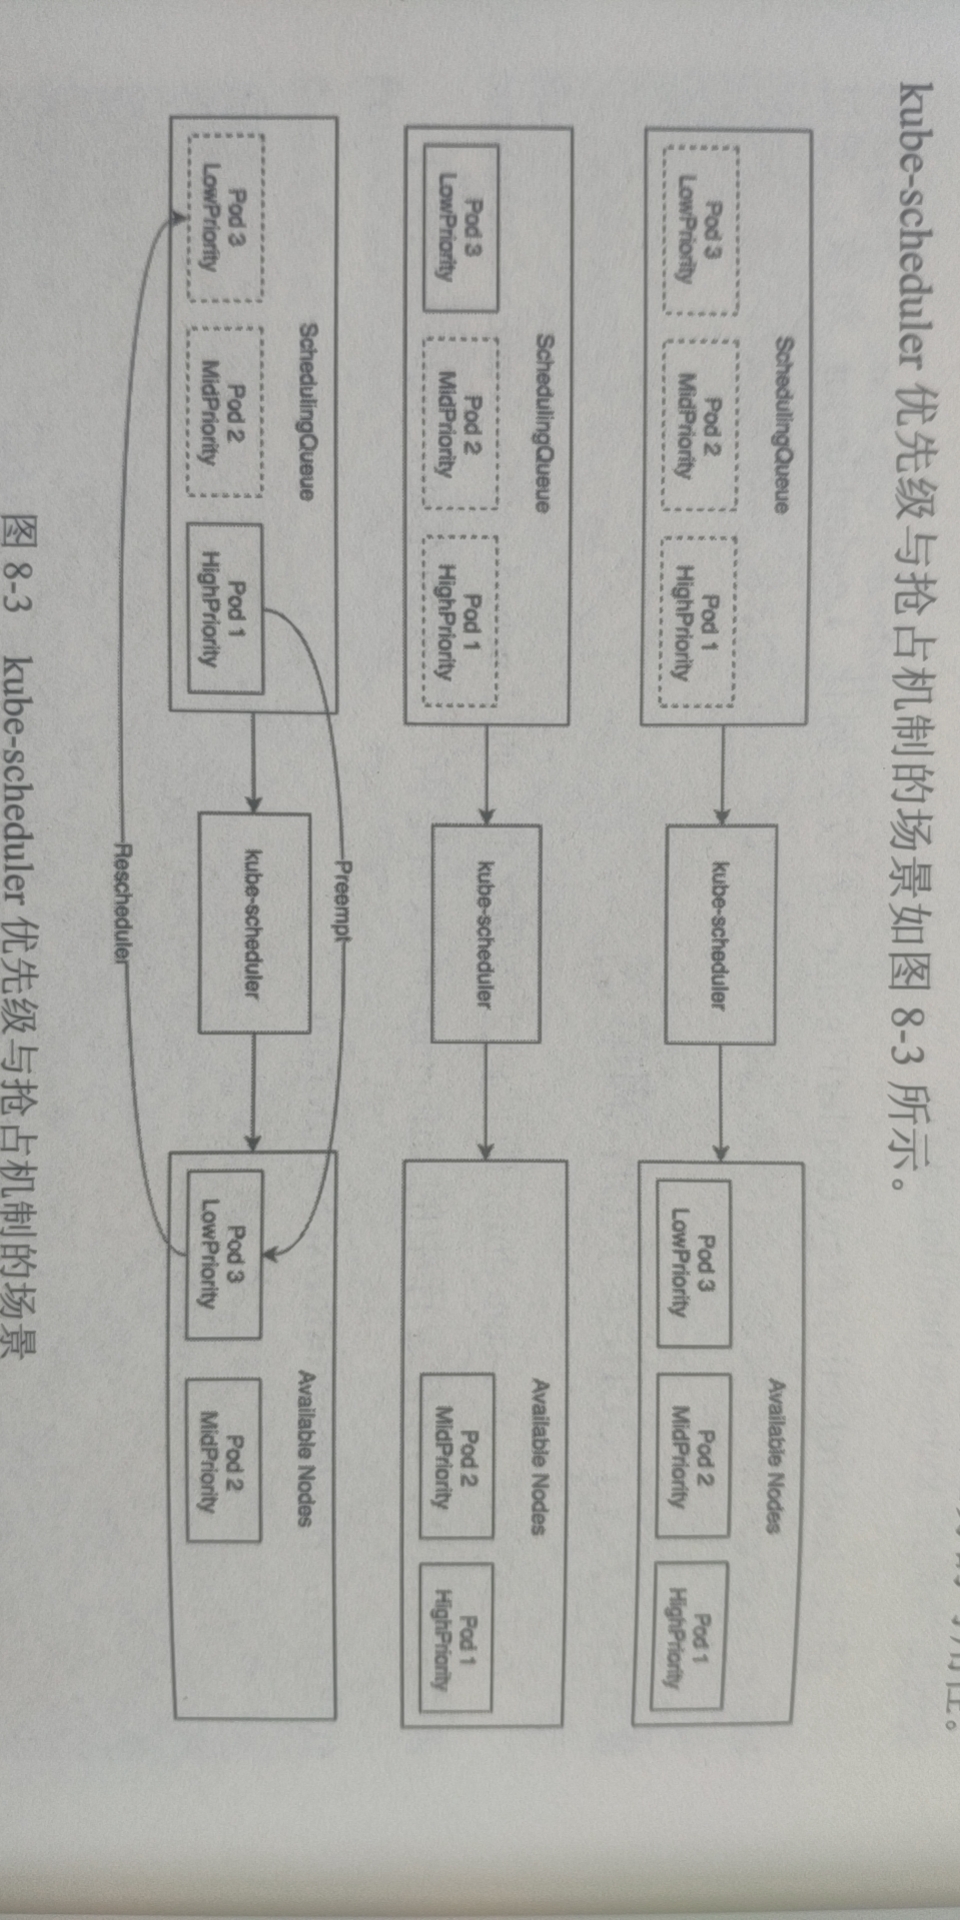 kube-scheduler 优先级与抢占机制的场景如图 8-3 所示。
SchedulingQueue
Pod 3
LowPriority
Pod 2
MidPriority
Pod 1
HighPriority
kube-scheduler
Available Nodes
Pod 3
LowPriority
Pod 2
MidPriority
Pod 1
HighPriority
SchedulingQueue
Pod 3
LowPriority
Pod 2
MidPriority
Pod 1
HighPriority
kube-scheduler
Available Nodes
Pod 2
MidPriority
Pod 1
HighPriority
Preempt
SchedulingQueue
Pod 3
LowPriority
Pod 2
MidPriority
Pod 1
HighPriority
kube-scheduler
Available Nodes
Pod 3
LowPriority
Pod 2
MidPriority
Rescheduler
图 8-3 kube-scheduler 优先级与抢占机制的场景